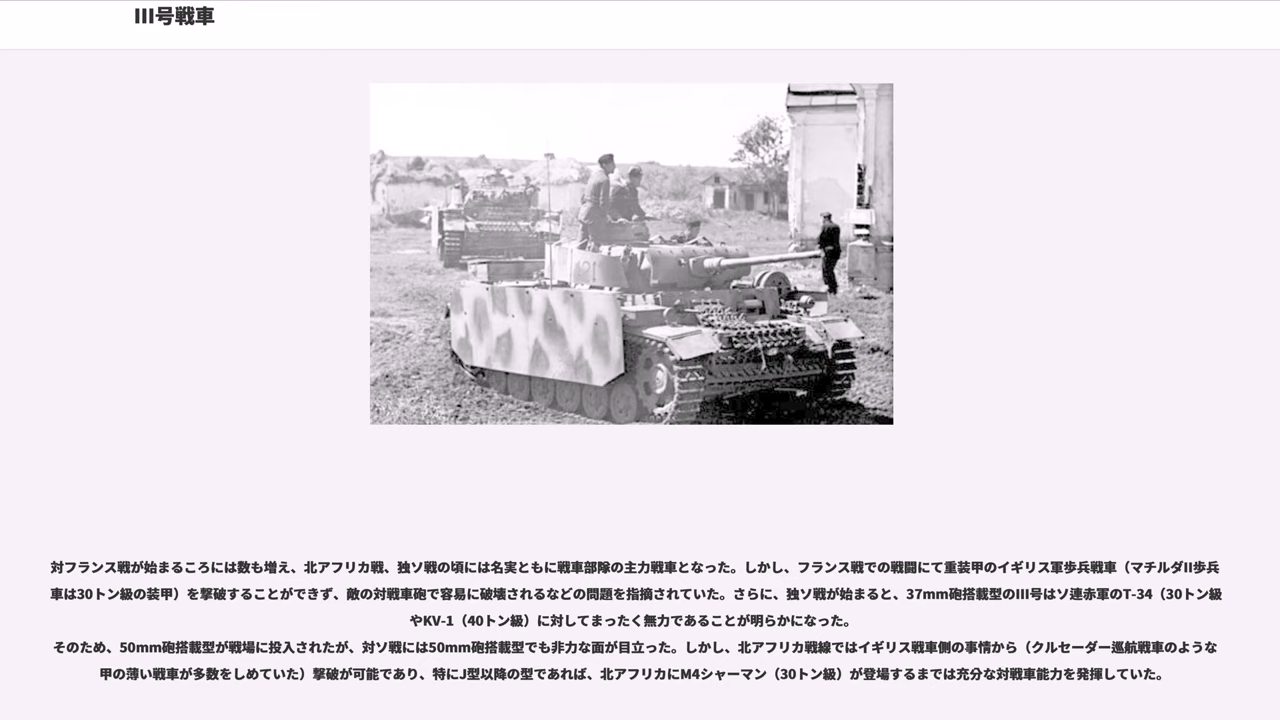 III号戦車
対フランス戦が始まるころには数も増え、北アフリカ戦、独ソ戦の頃には名実ともに戦車部隊の主力戦車となった。しかし、フランス戦での戦闘にて重装甲のイギリス軍歩兵戦車（マチルダII歩兵
車は30トン級の装甲）を撃破することができず、敵の対戦車砲で容易に破壊されるなどの問題を指摘されていた。さらに、独ソ戦が始まると、37mm砲搭載型のIII号はソ連赤軍のT-34（30トン級
やKV-1（40トン級）に対してまったく無力であることが明らかになった。
そのため、50mm砲搭載型が戦場に投入されたが、対ソ戦には50mm砲搭載型でも非力な面が目立った。しかし、北アフリカ戦線ではイギリス戦車側の事情から（クルセーダー巡航戦車のような
甲の薄い戦車が多数をしめていた）撃破が可能であり、特にJ型以降の型であれば、北アフリカにM4シャーマン（30トン級）が登場するまでは充分な対戦車能力を発揮していた。